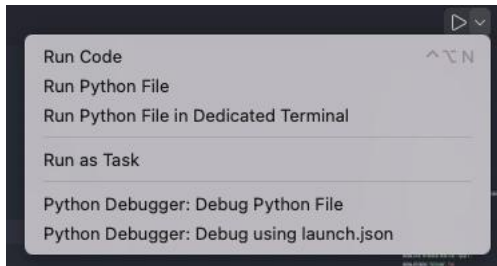 Run Code ⌃⌥N
Run Python File
Run Python File in Dedicated Terminal
Run as Task
Python Debugger: Debug Python File
Python Debugger: Debug using launch.json